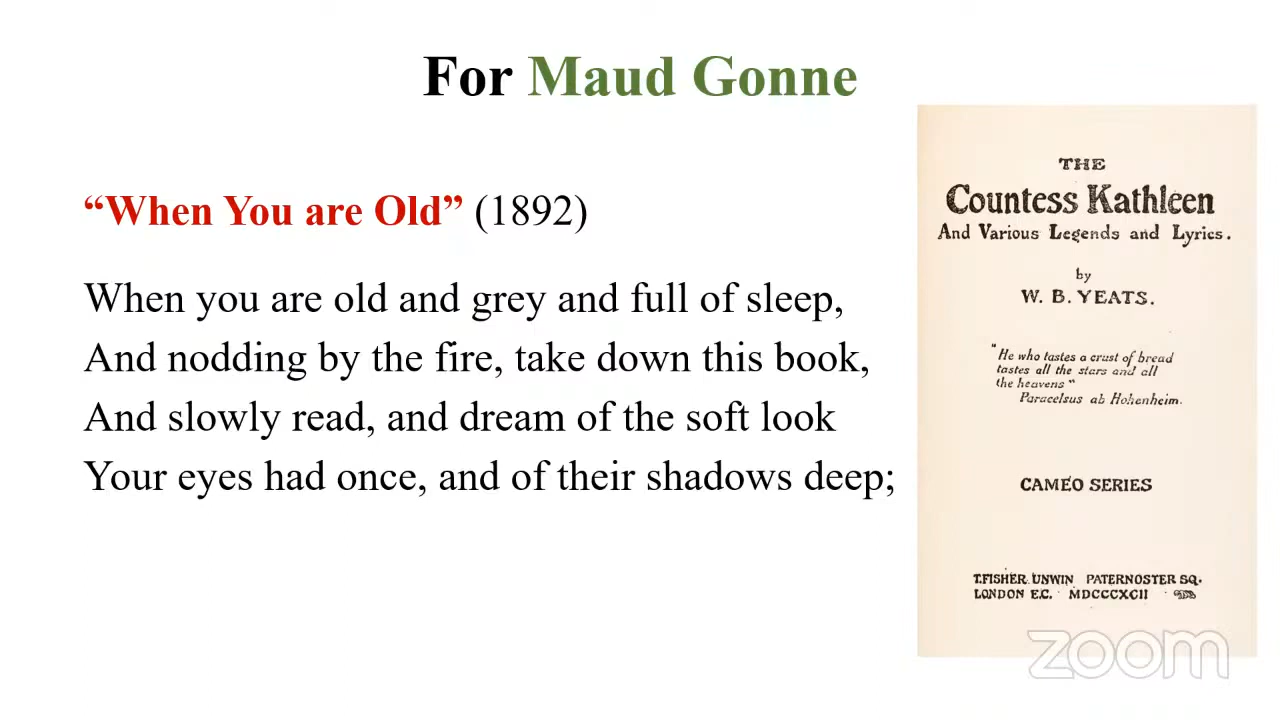 For Maud Gonne
“When You are Old” (1892)
When you are old and grey and full of sleep,
And nodding by the fire, take down this book,
And slowly read, and dream of the soft look
Your eyes had once, and of their shadows deep;
THE
Countess Kathleen
And Various Legends and Lyrics.
by
W. B. YEATS.
"He who tastes a crust of bread
tastes all the stars and all
the heavens"
Paracelsus ab Hohenheim.
CAMEO SERIES
T. FISHER UNWIN PATERNOSTER SQ.
LONDON E.C. MDCCCXCII
zoom